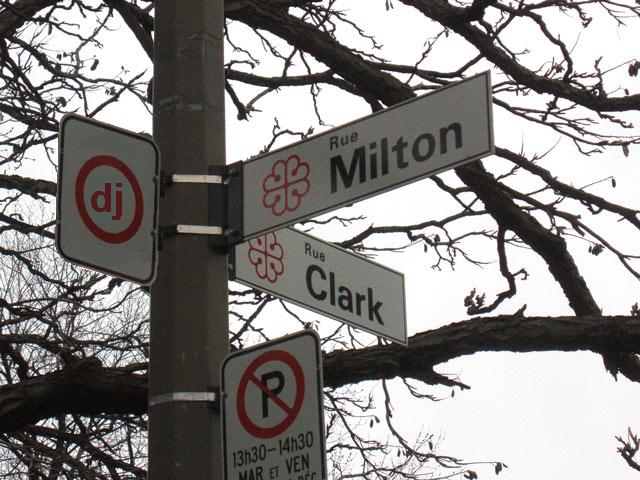 dj
Rue
Milton
Rue
Clark
P
13h30-14h30
MAR ET VEN